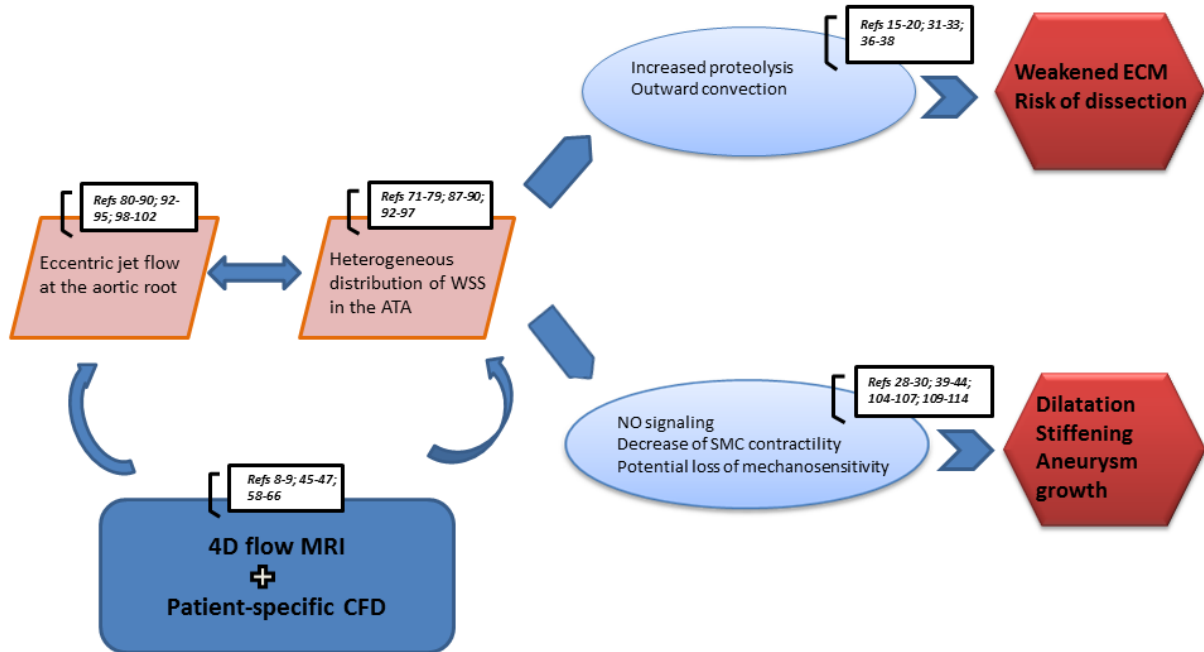 Refs 15-20; 31-33;
36-38
Increased proteolysis
Outward convection
Weakened ECM
Risk of dissection
Refs 80-90; 92-
95; 98-102
Eccentric jet flow
at the aortic root
Refs 71-79; 87-90;
92-97
Heterogeneous
distribution of WSS
in the ATA
Refs 28-30; 39-44;
104-107; 109-114
NO signaling
Decrease of SMC contractility
Potential loss of mechanosensitivity
Dilatation
Stiffening
Aneurysm
growth
Refs 8-9; 45-47;
58-66
4D flow MRI
+
Patient-specific CFD